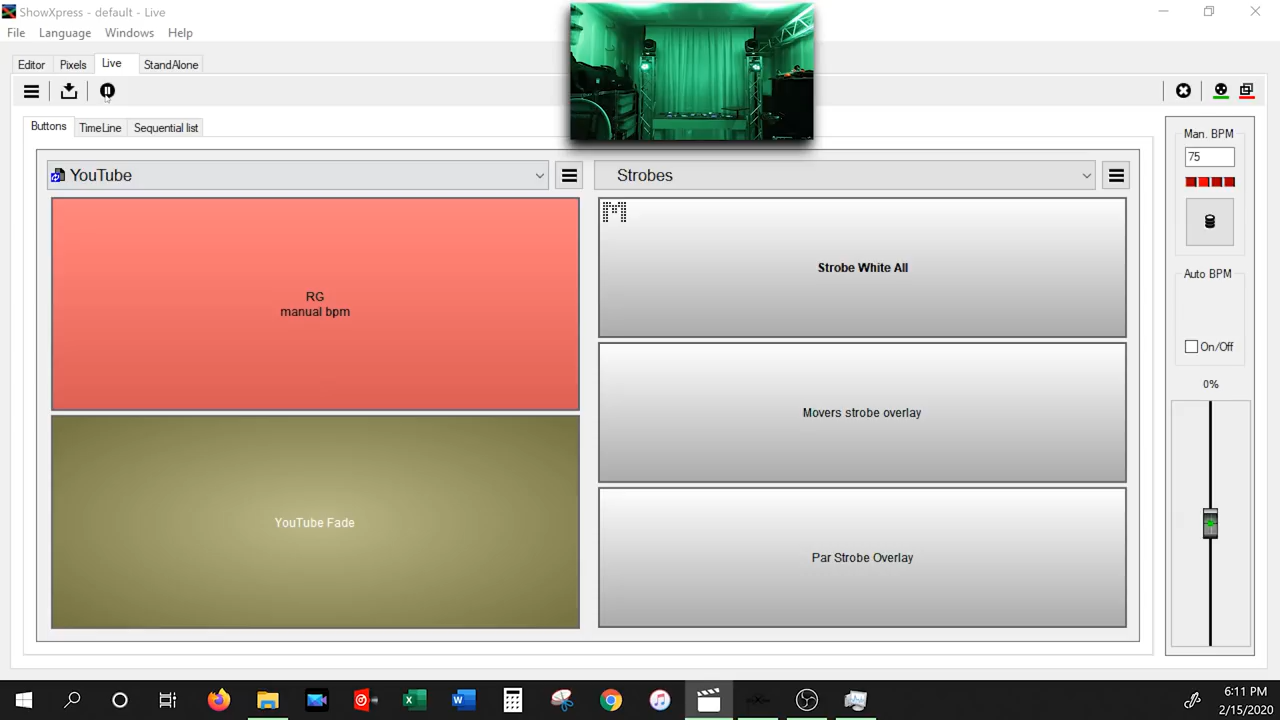 ShowXpress - default - Live
File Language Windows Help
Editor Pixels Live StandAlone
Buttons TimeLine Sequential list
YouTube
Strobes
RG
manual bpm
YouTube Fade
M
Strobe White All
Movers strobe overlay
Par Strobe Overlay
Man. BPM
75
Auto BPM
On/Off
0%
6:11 PM
2/15/2020